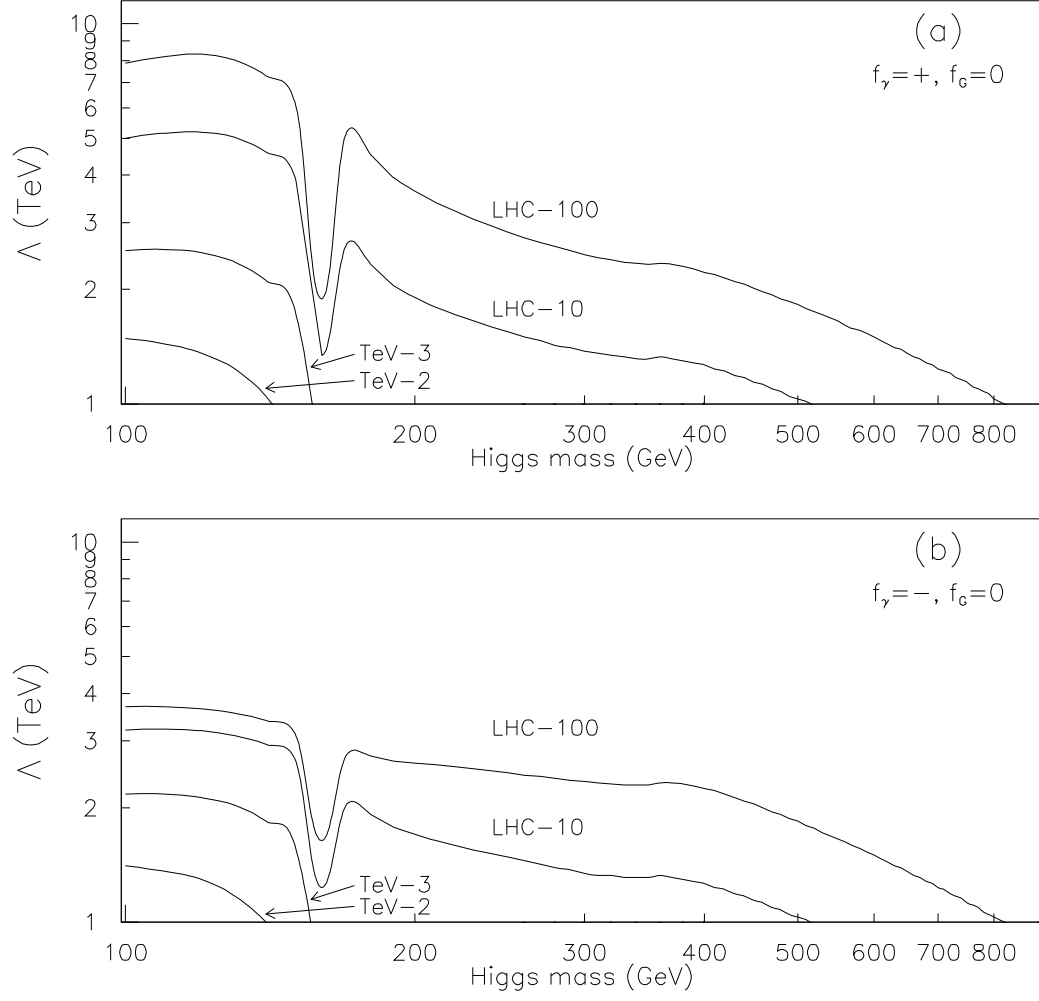 (a)
f_γ=+, f_G=0
Λ (TeV)
10
9
8
7
6
5
4
3
2
1
LHC-100
LHC-10
TeV-3
TeV-2
100 200 300 400 500 600 700 800
Higgs mass (GeV)
(b)
f_γ=-, f_G=0
Λ (TeV)
10
9
8
7
6
5
4
3
2
1
LHC-100
LHC-10
TeV-3
TeV-2
100 200 300 400 500 600 700 800
Higgs mass (GeV)